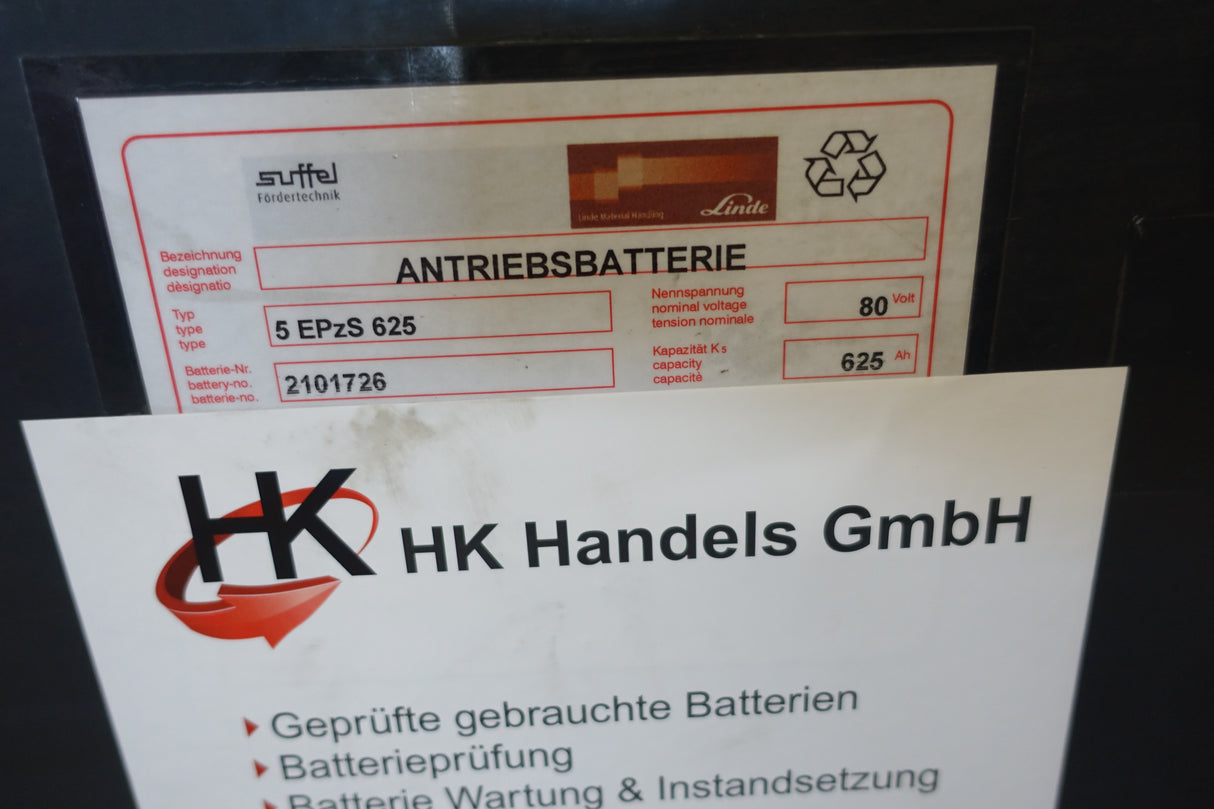 suffel
Fördertechnik
Linde Material Handling
Linde
Bezeichnung
designation
dèsignatio
ANTRIEBSBATTERIE
Typ
type
type
5 EPzS 625
Nennspannung
nominal voltage
tension nominale
80 Volt
Batterie-Nr.
battery-no.
batterie-no.
2101726
Kapazität K5
capacity
capacitè
625 Ah
HK
HK Handels GmbH
Geprüfte gebrauchte Batterien
Batterieprüfung
Batterie Wartung & Instandsetzung